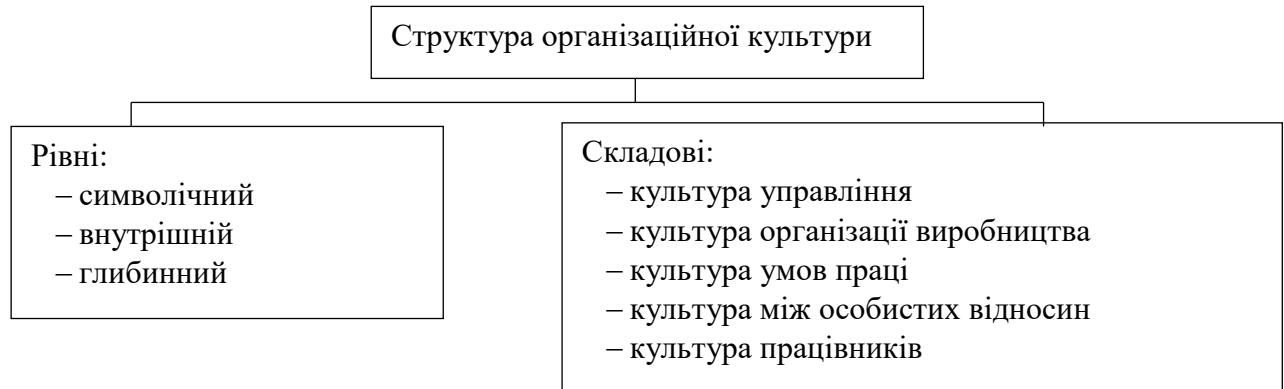 Структура організаційної культури
Рівні:
– символічний
– внутрішній
– глибинний
Складові:
– культура управління
– культура організації виробництва
– культура умов праці
– культура між особистих відносин
– культура працівників